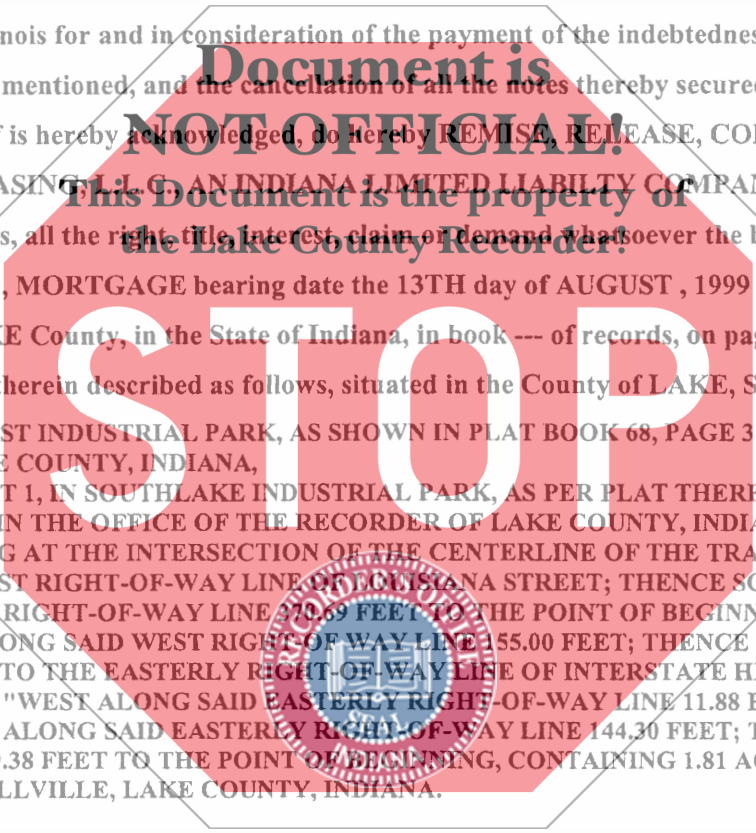 nois for and in consideration of the payment of the indebtednes
Document is
mentioned, and the cancellation of all the notes thereby secure
NOT OFFICIAL!
f is hereby acknowledged, do hereby REMISE, RELEASE, CO
ASING, L.L.C., AN INDIANA LIMITED LIABILTY COMPAN
This Document is the property of
s, all the right, title, interest, claim or demand whatsoever the
the Lake County Recorder!
, MORTGAGE bearing date the 13TH day of AUGUST , 1999
KE County, in the State of Indiana, in book --- of records, on pag
STOP
therein described as follows, situated in the County of LAKE, S
ST INDUSTRIAL PARK, AS SHOWN IN PLAT BOOK 68, PAGE 3
E COUNTY, INDIANA,
T 1, IN SOUTHLAKE INDUSTRIAL PARK, AS PER PLAT THERE
IN THE OFFICE OF THE RECORDER OF LAKE COUNTY, INDIA
G AT THE INTERSECTION OF THE CENTERLINE OF THE TRA
ST RIGHT-OF-WAY LINE OF LOUISIANA STREET; THENCE SO
RIGHT-OF-WAY LINE FEET TO THE POINT OF BEGINN
ONG SAID WEST RIGHT-OF WAY LINE FEET; THENCE
TO THE EASTERLY RIGHT-OF-WAY LINE OF INTERSTATE H
"WEST ALONG SAID EASTERLY RIGHT-OF-WAY LINE 11.88 F
ALONG SAID EASTERLY RIGHT-OF-WAY LINE 144.30 FEET; T
.38 FEET TO THE POINT OF BEGINNING, CONTAINING 1.81 A
LLVILLE, LAKE COUNTY, INDIANA.
RECORDER OF
SEAL
INDIANA